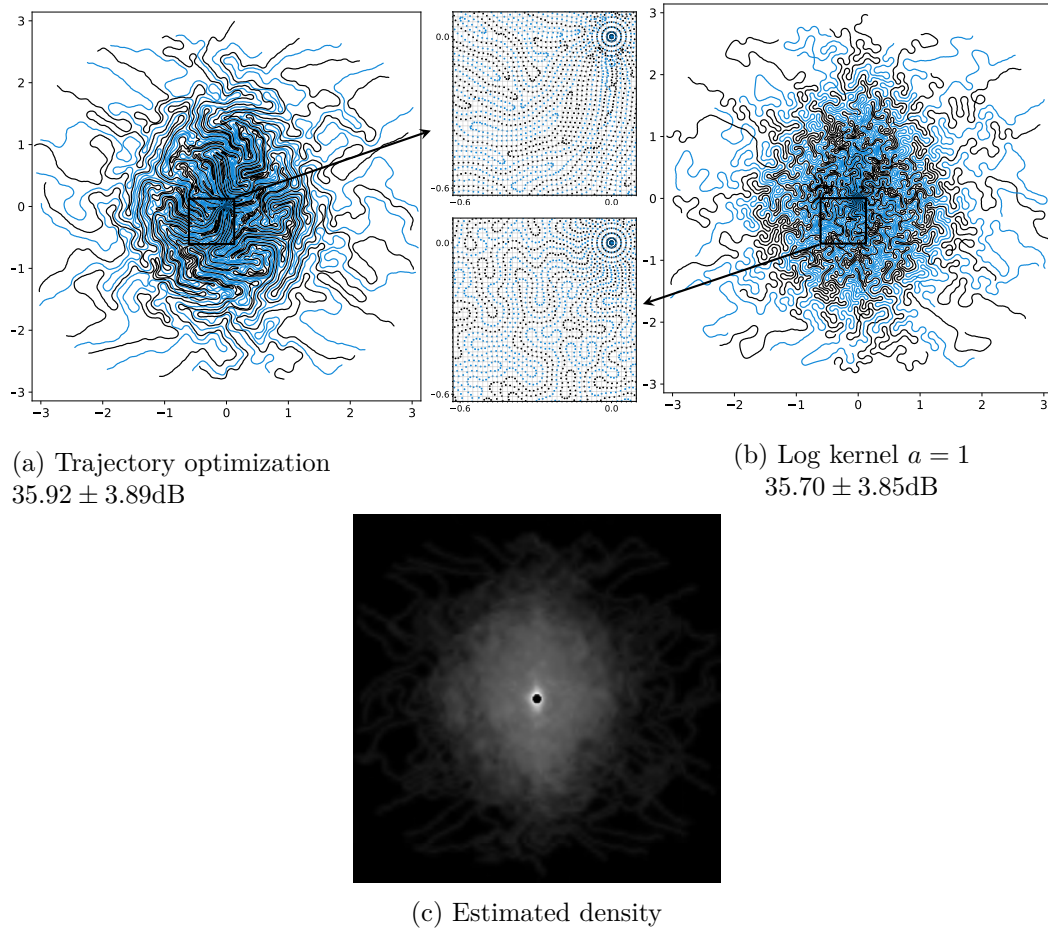 3
2
1
0
−1
−2
−3
−3 −2 −1 0 1 2 3
0.0
−0.6
−0.6 0.0
0.0
−0.6
−0.6 0.0
3
2
1
0
−1
−2
−3
−3 −2 −1 0 1 2 3
(a) Trajectory optimization
35.92 ± 3.89dB
(b) Log kernel a = 1
35.70 ± 3.85dB
(c) Estimated density